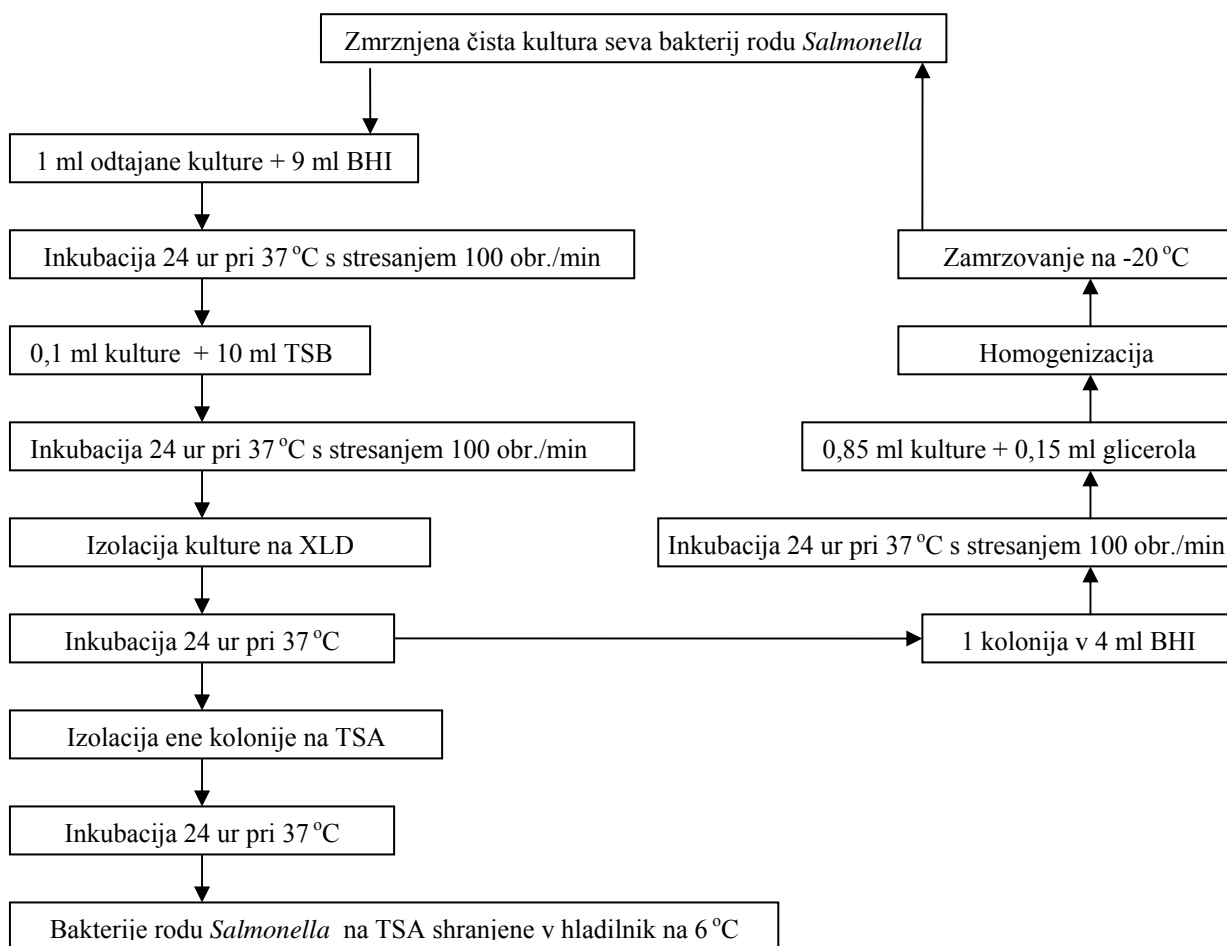 Zmrznjena čista kultura seva bakterij rodu Salmonella
1 ml odtajane kulture + 9 ml BHI
Inkubacija 24 ur pri 37 °C s stresanjem 100 obr./min
0,1 ml kulture + 10 ml TSB
Inkubacija 24 ur pri 37 °C s stresanjem 100 obr./min
Izolacija kulture na XLD
Inkubacija 24 ur pri 37 °C
Izolacija ene kolonije na TSA
Inkubacija 24 ur pri 37 °C
Bakterije rodu Salmonella na TSA shranjene v hladilnik na 6 °C
Zamrzovanje na -20 °C
Homogenizacija
0,85 ml kulture + 0,15 ml glicerola
Inkubacija 24 ur pri 37 °C s stresanjem 100 obr./min
1 kolonija v 4 ml BHI